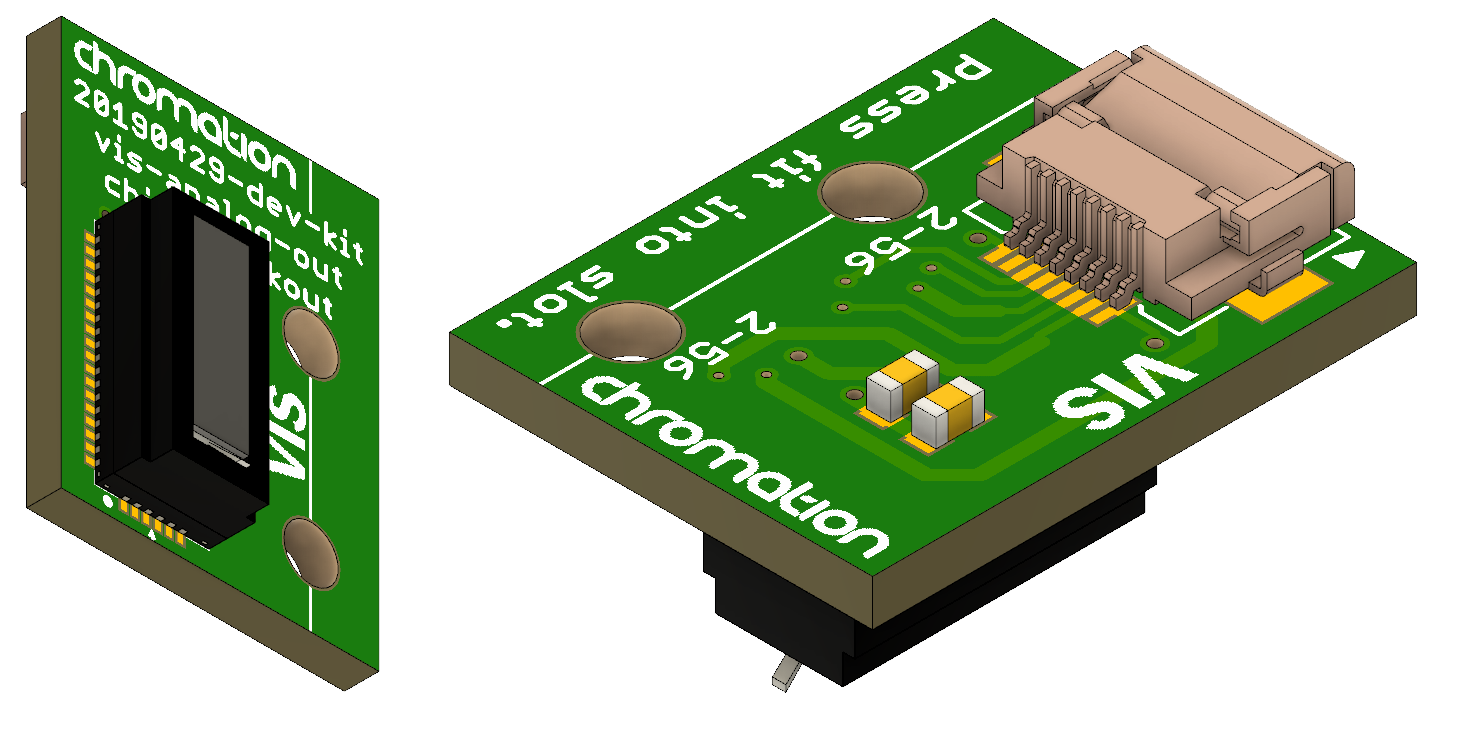 chromation
20190429-dev-kit
vis-analog-out
VIS
Press fit into slot.
2-56
2-56
VIS
chromation